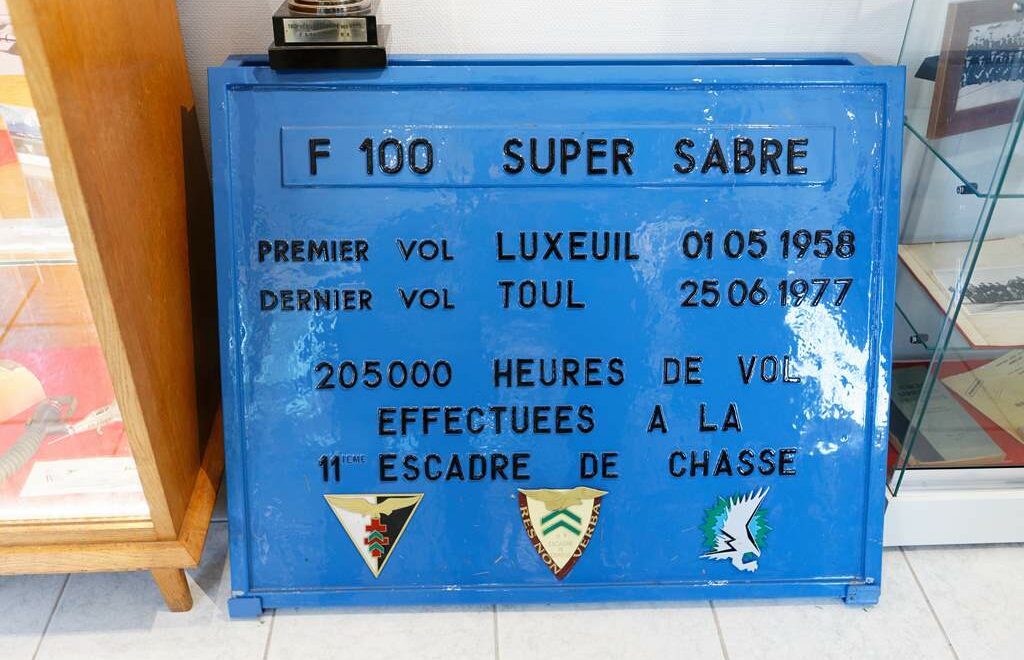 F 100 SUPER SABRE
PREMIER VOL LUXEUIL 01 05 1958
DERNIER VOL TOUL 25 06 1977
205000 HEURES DE VOL
EFFECTUEES A LA
11IEME ESCADRE DE CHASSE
RES NON VERBA